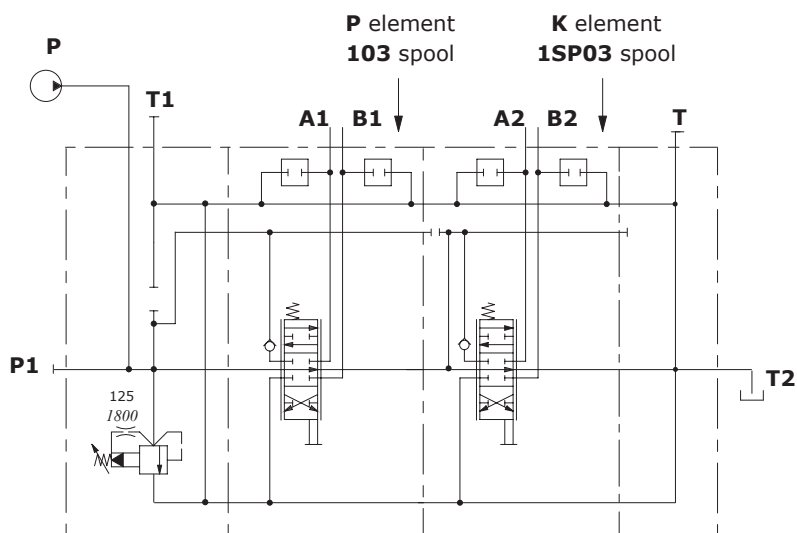 P element
103 spool
K element
1SP03 spool
P
T1
A1
B1
A2
B2
T
P1
T2
125
1800